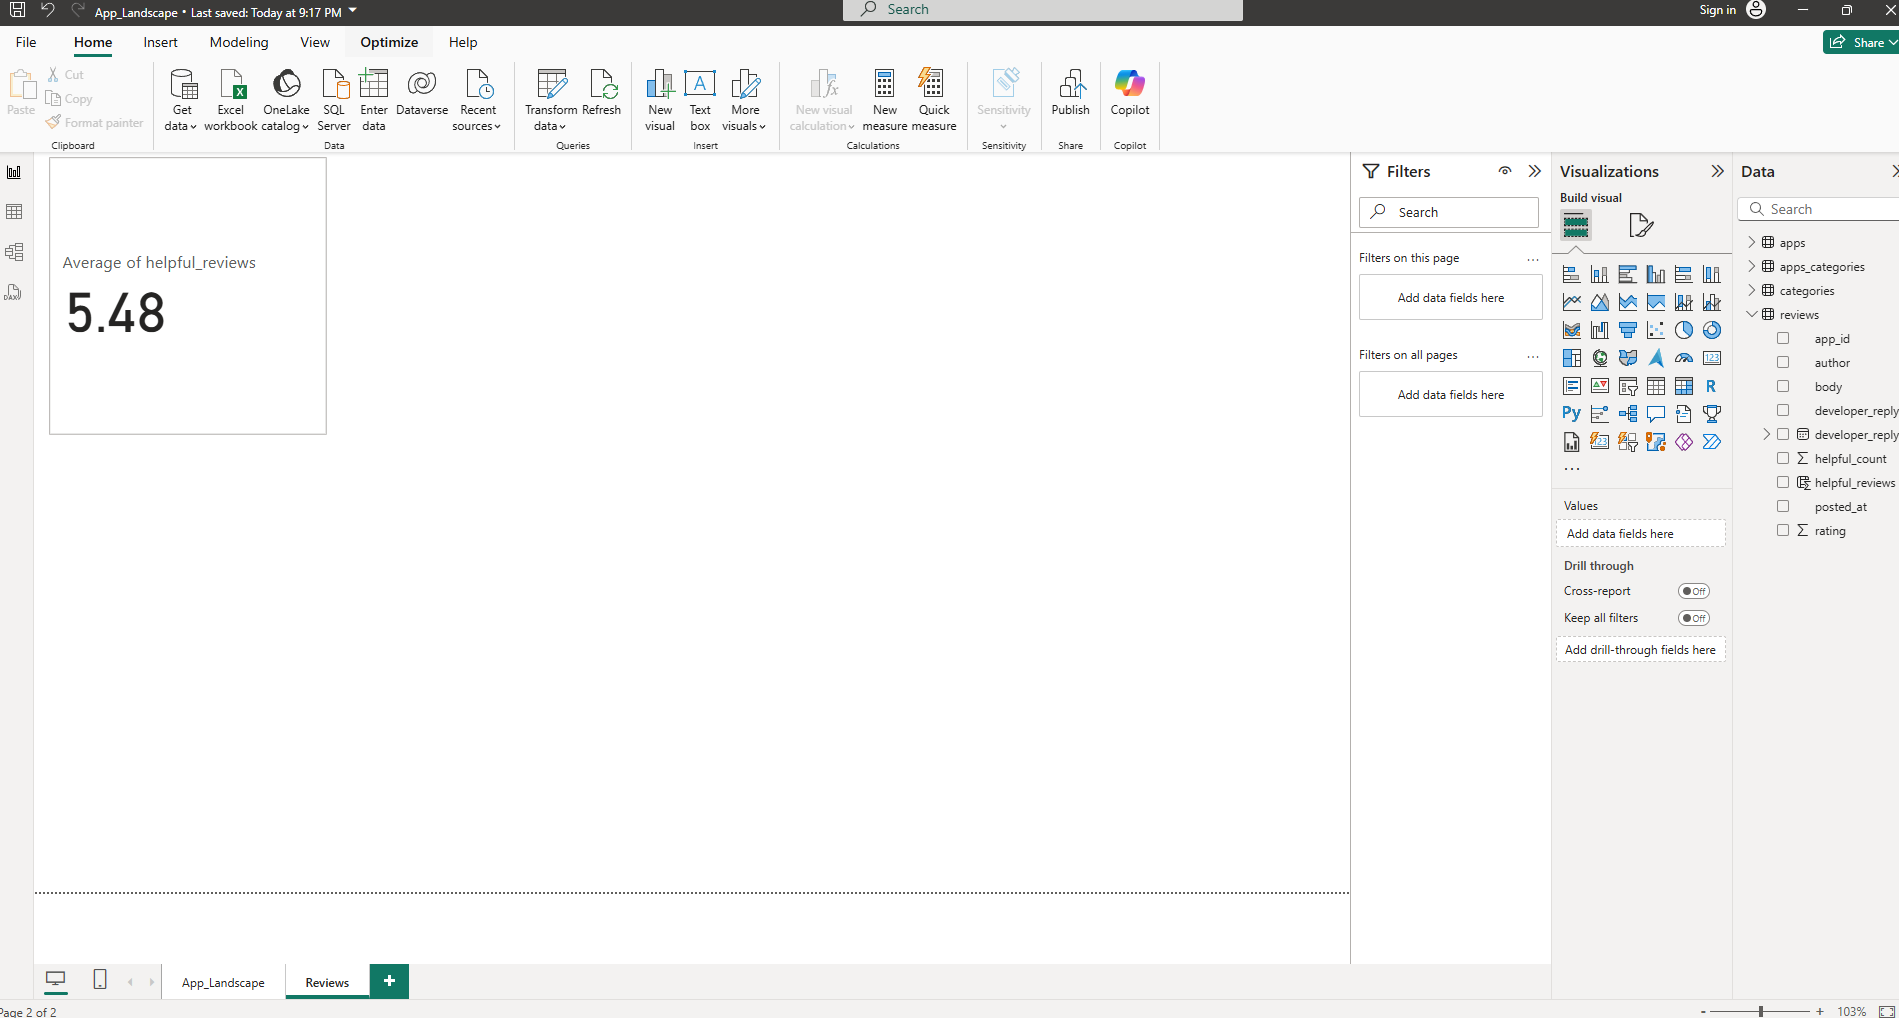 App_Landscape • Last saved: Today at 9:17 PM
Search
Sign in
File
Home
Insert
Modeling
View
Optimize
Help
Share
Paste
Cut
Copy
Format painter
Clipboard
Get
data
Excel
workbook
OneLake
catalog
SQL
Server
Enter
data
Dataverse
Recent
sources
Data
Transform
data
Refresh
Queries
New
visual
Text
box
More
visuals
Insert
New visual
calculation
New
measure
Quick
measure
Calculations
Sensitivity
Sensitivity
Publish
Share
Copilot
Copilot
Average of helpful_reviews
5.48
Filters
Search
Filters on this page
Add data fields here
Filters on all pages
Add data fields here
Visualizations
Build visual
R
Py
Values
Add data fields here
Drill through
Cross-report
Off
Keep all filters
Off
Add drill-through fields here
Data
Search
apps
apps_categories
categories
reviews
app_id
author
body
developer_reply
developer_reply
helpful_count
helpful_reviews
posted_at
rating
App_Landscape
Reviews
Page 2 of 2
103%